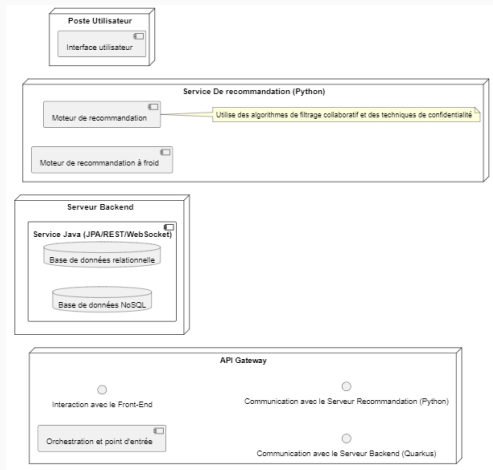 Poste Utilisateur
Interface utilisateur
Service De recommandation (Python)
Moteur de recommandation
Utilise des algorithmes de filtrage collaboratif et des techniques de confidentialité
Moteur de recommandation à froid
Serveur Backend
Service Java (JPA/REST/WebSocket)
Base de données relationnelle
Base de données NoSQL
API Gateway
Interaction avec le Front-End
Communication avec le Serveur Recommandation (Python)
Orchestration et point d'entrée
Communication avec le Serveur Backend (Quarkus)